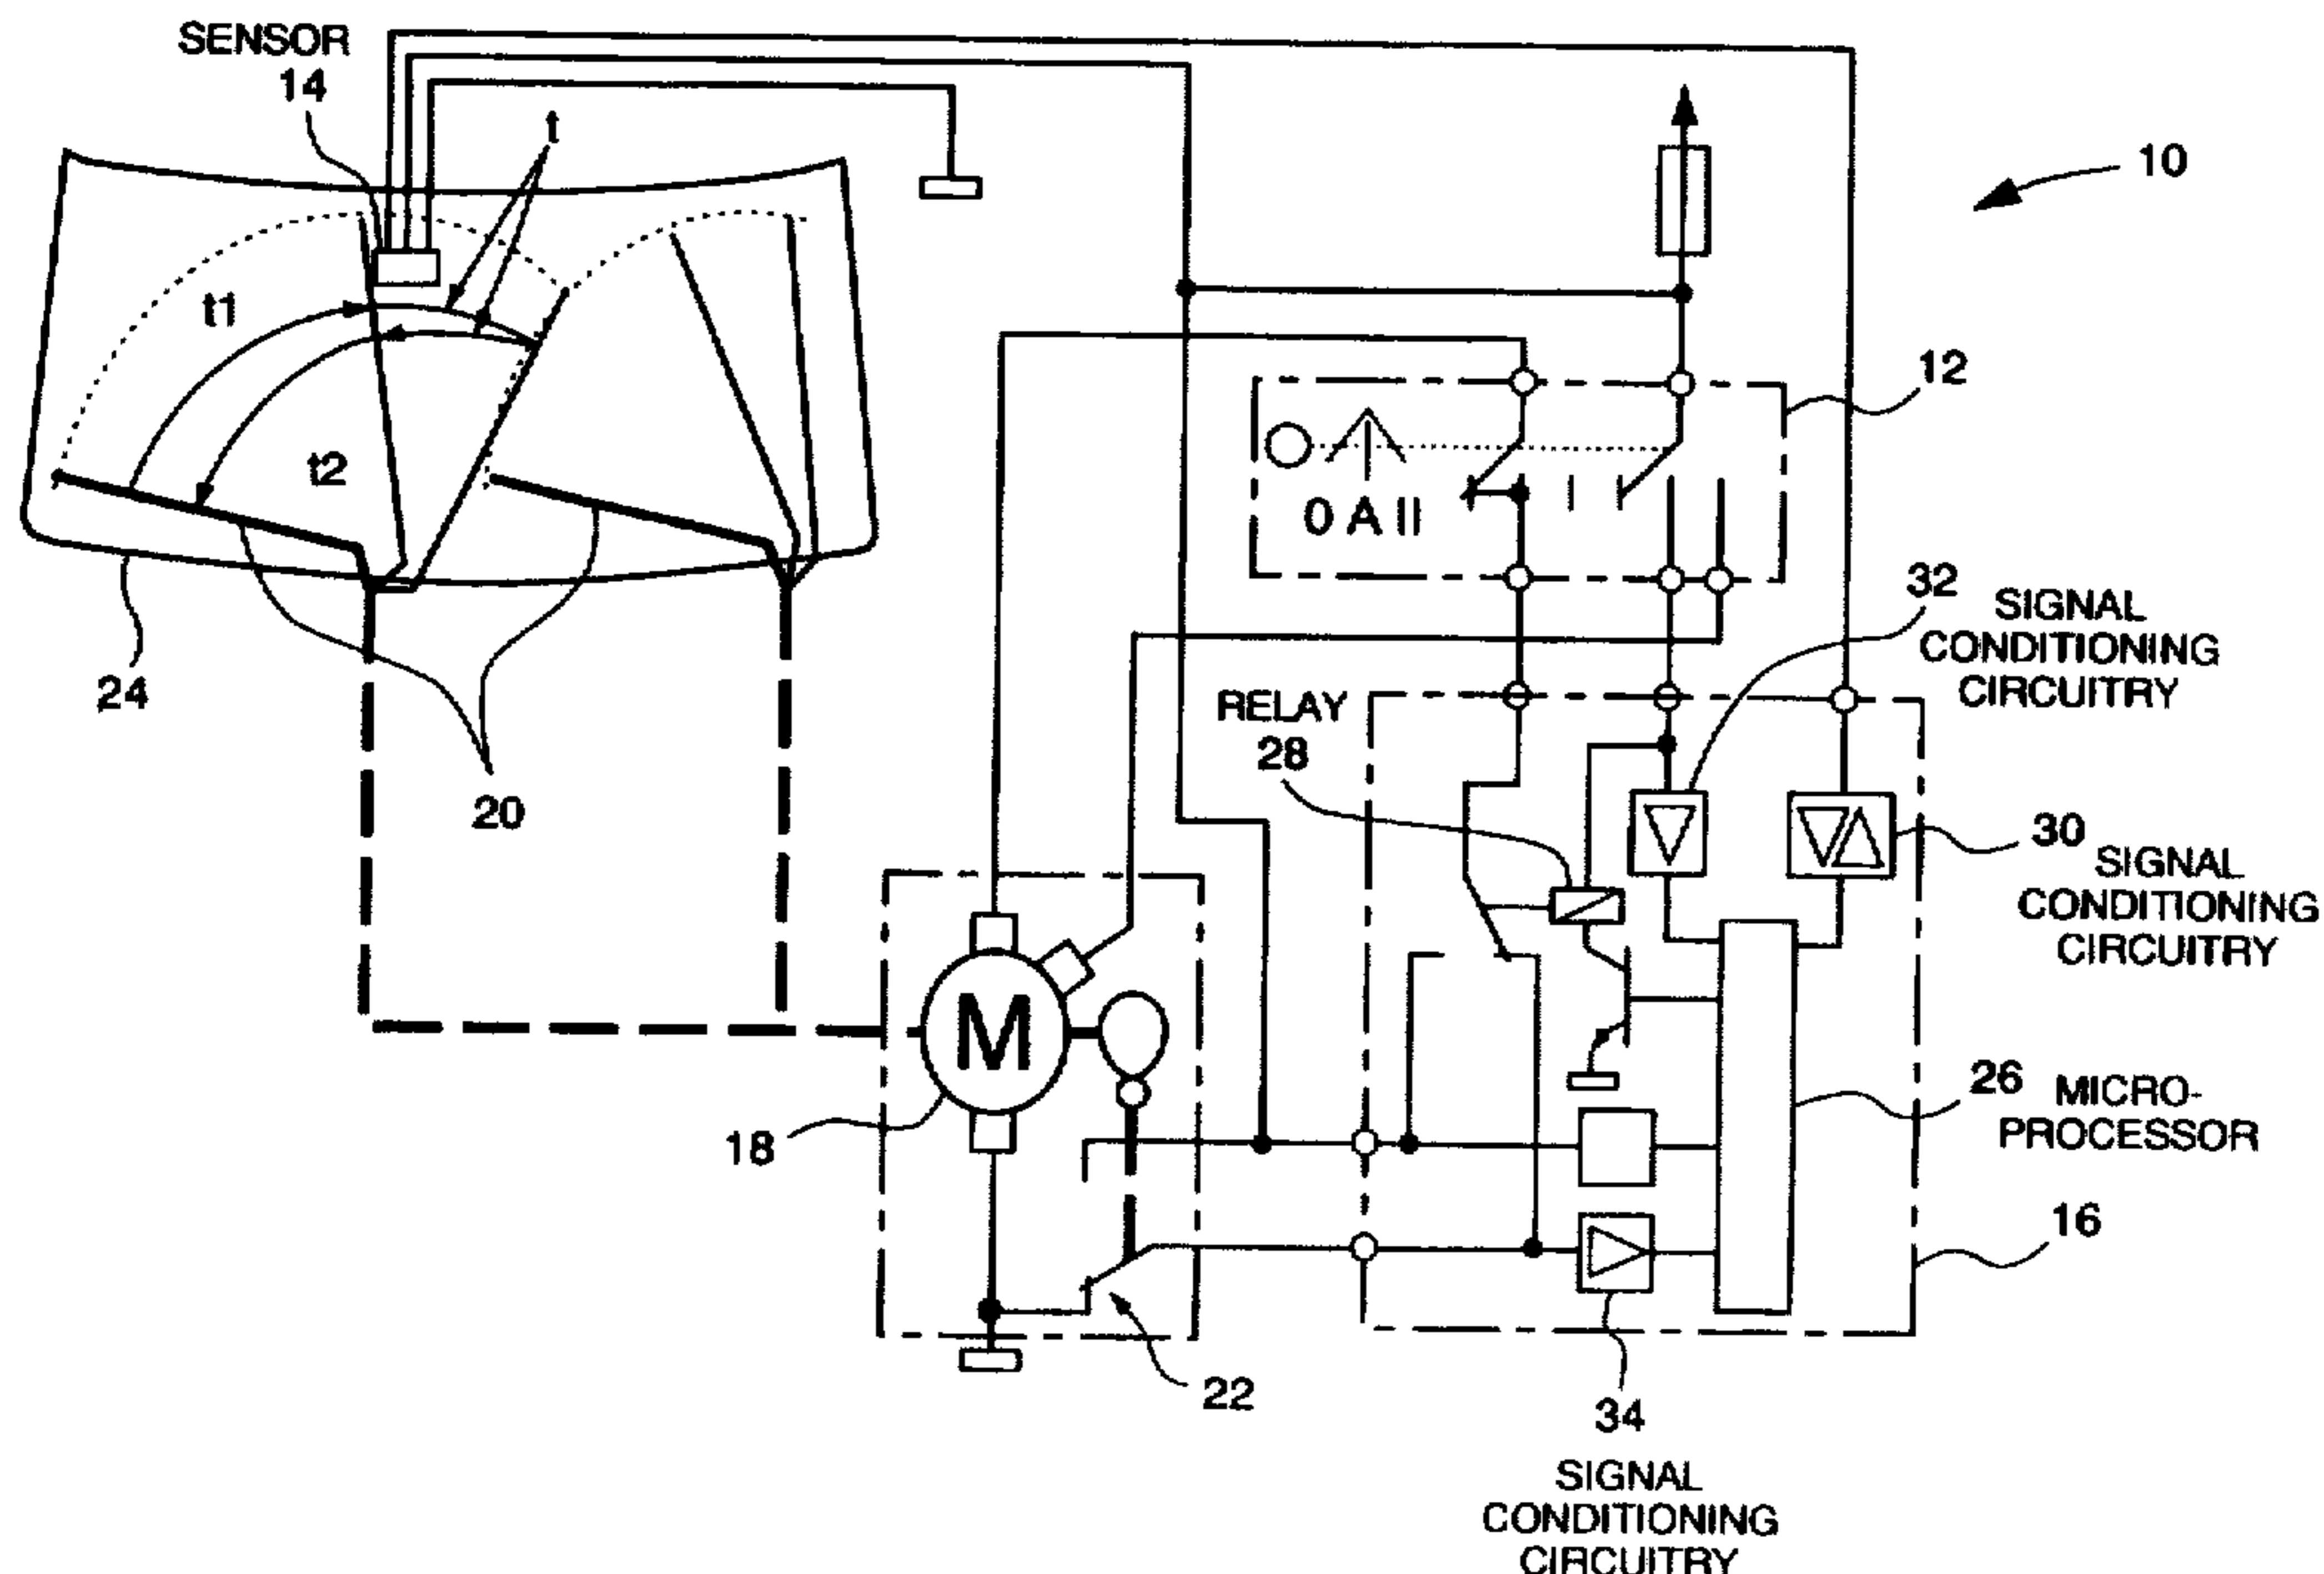 SENSOR
14
t
10
t1
12
t2
0 A II
32
SIGNAL
CONDITIONING
CIRCUITRY
24
RELAY
28
20
30
SIGNAL
CONDITIONING
CIRCUITRY
M
26
MICRO-
PROCESSOR
18
16
22
34
SIGNAL
CONDITIONING
CIRCUITRY